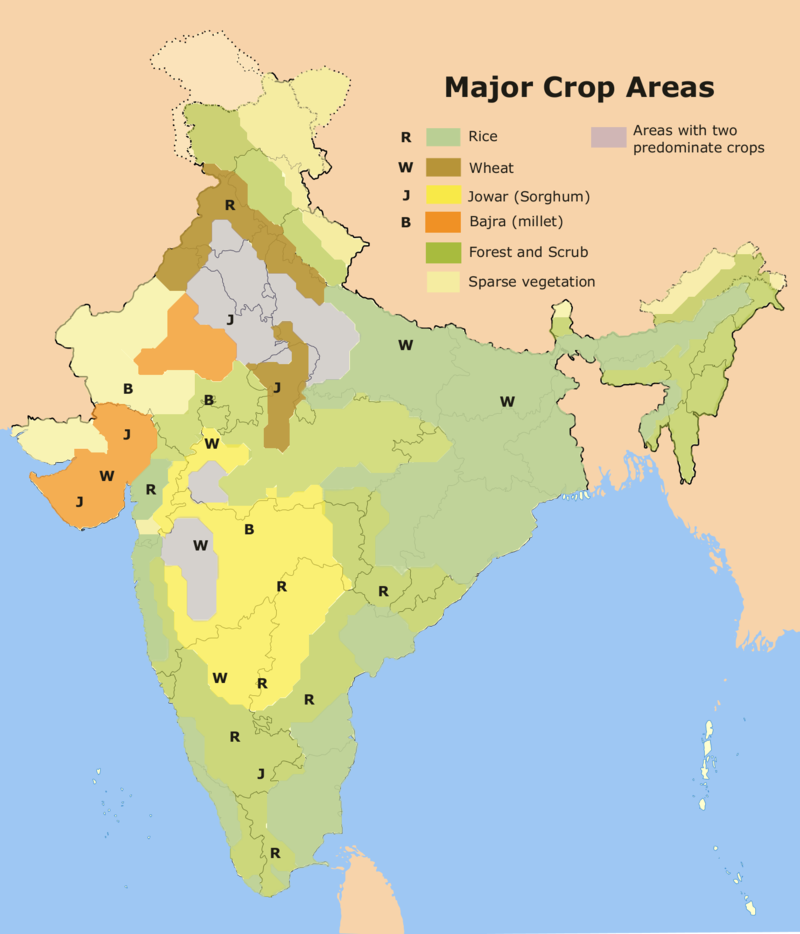 Major Crop Areas
R Rice
W Wheat
J Jowar (Sorghum)
B Bajra (millet)
Forest and Scrub
Sparse vegetation
Areas with two
predominate crops
R
J
W
B
J
B
W
J
W
W
J
R
W
B
R
R
W
R
R
R
J
R